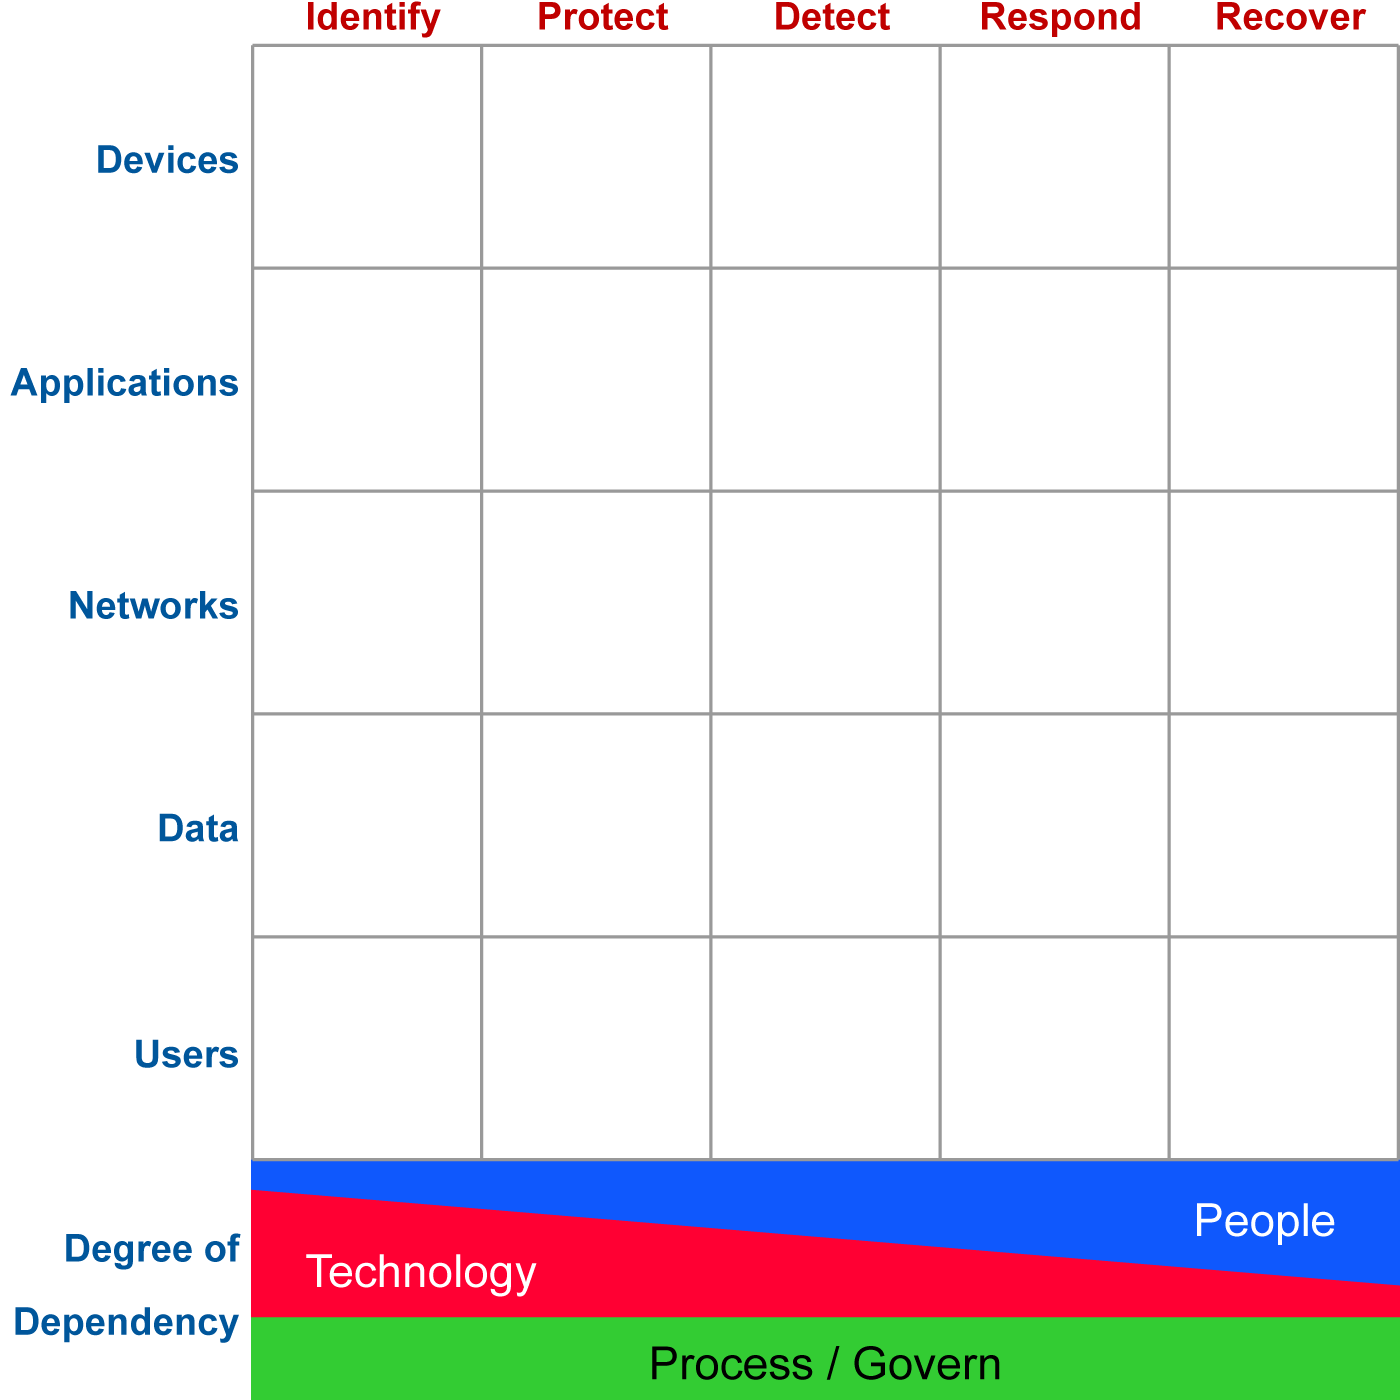 Identify Protect Detect Respond Recover
Devices
Applications
Networks
Data
Users
Degree of
Dependency
People
Technology
Process / Govern